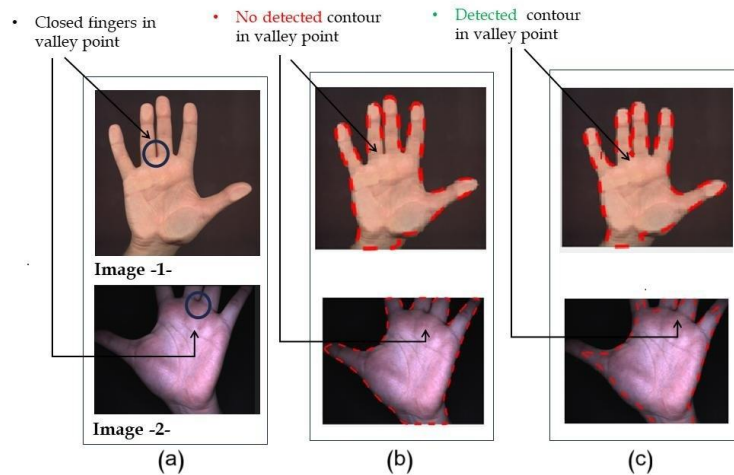 • Closed fingers in
valley point
• No detected contour
in valley point
• Detected contour
in valley point
Image -1-
Image -2-
(a)
(b)
(c)